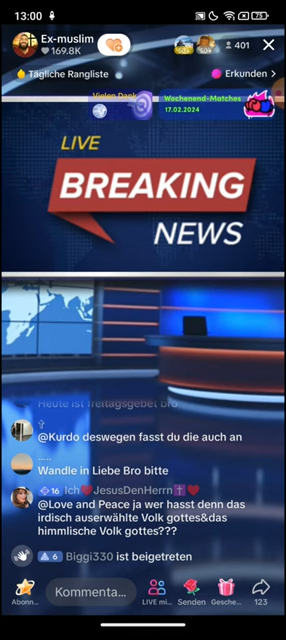 13:00
75
Ex-muslim
169.8K
401
Tägliche Rangliste
Erkunden >
Vielen Dank
Wochenend-Matches
17.02.2024
LIVE
BREAKING
NEWS
Heute ist freitagsgebet bro
@Kurdo deswegen fasst du die auch an
.....
Wandle in Liebe Bro bitte
16 Ich❤️JesusDenHerrn✝️❤️
@Love and Peace ja wer hasst denn das
irdisch auserwählte Volk gottes&das
himmlische Volk gottes???
6 Biggi330 ist beigetreten
Abonn...
Kommenta...
LIVE mi...
Senden
Gesche...
123